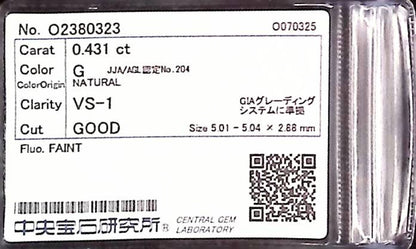 No. O2380323 O070325
Carat 0.431 ct
Color G JJA/AGL認定No.204
ColorOrigin NATURAL
Clarity VS-1 GIAグレーディング
システムに準拠
Cut GOOD Size 5.01 - 5.04 × 2.88 mm
Fluo. FAINT
中央宝石研究所® CENTRAL GEM
LABORATORY